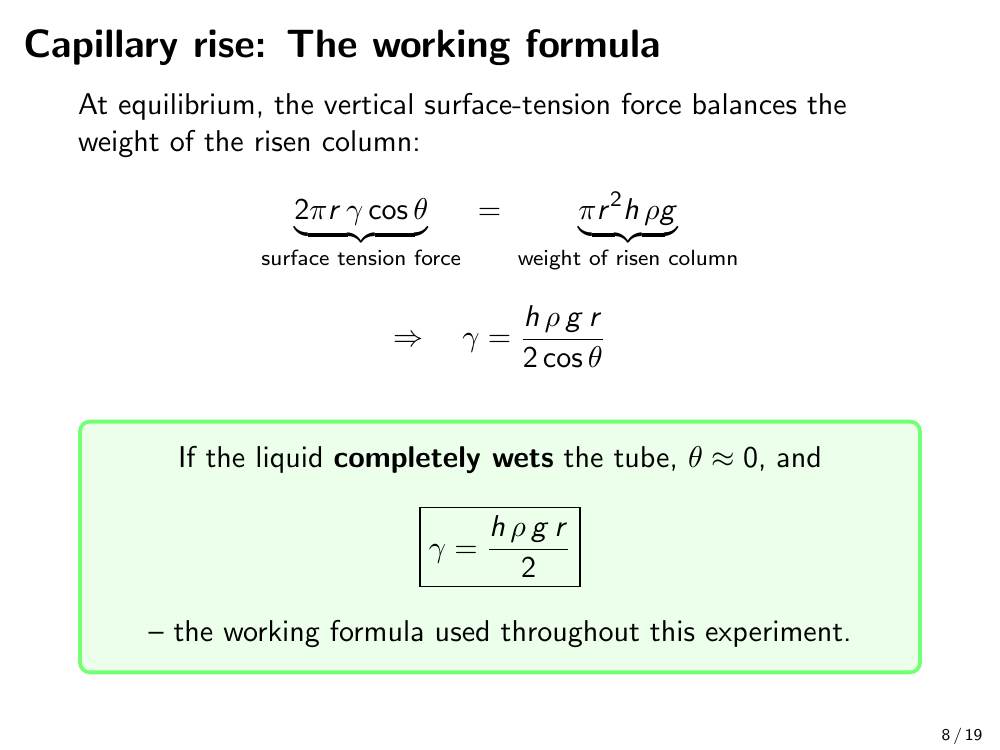 Capillary rise: The working formula
At equilibrium, the vertical surface-tension force balances the
weight of the risen column:
2πr γ cos θ = πr²h ρg
surface tension force weight of risen column
⇒ γ = h ρ g r / 2 cos θ
If the liquid completely wets the tube, θ ≈ 0, and
γ = h ρ g r / 2
– the working formula used throughout this experiment.
8 / 19